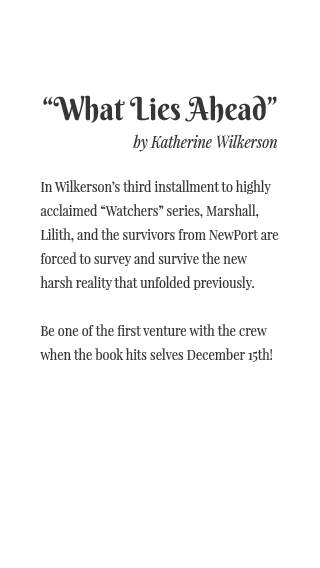 “What Lies Ahead”
by Katherine Wilkerson
In Wilkerson’s third installment to highly
acclaimed “Watchers” series, Marshall,
Lilith, and the survivors from NewPort are
forced to survey and survive the new
harsh reality that unfolded previously.
Be one of the first venture with the crew
when the book hits selves December 15th!